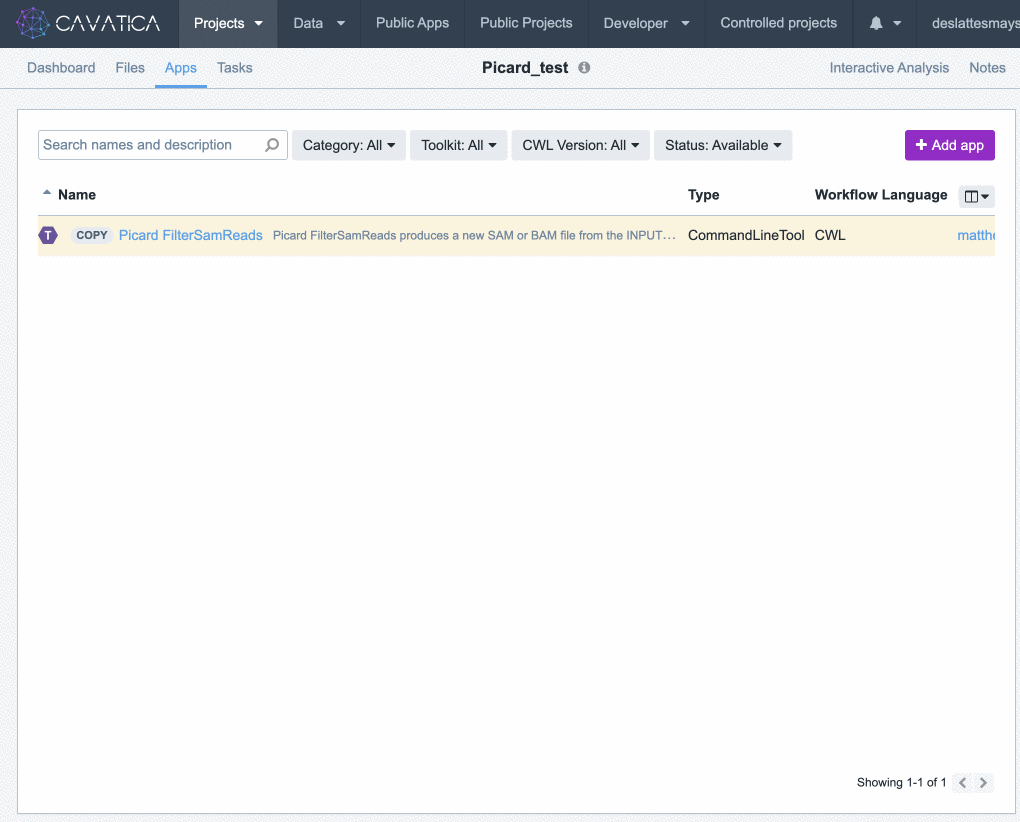 CAVATICA Projects Data Public Apps Public Projects Developer Controlled projects deslattesmays
Dashboard Files Apps Tasks Picard_test Interactive Analysis Notes
Search names and description Category: All Toolkit: All CWL Version: All Status: Available + Add app
Name Type Workflow Language
T COPY Picard FilterSamReads Picard FilterSamReads produces a new SAM or BAM file from the INPUT... CommandLineTool CWL matthe
Showing 1-1 of 1